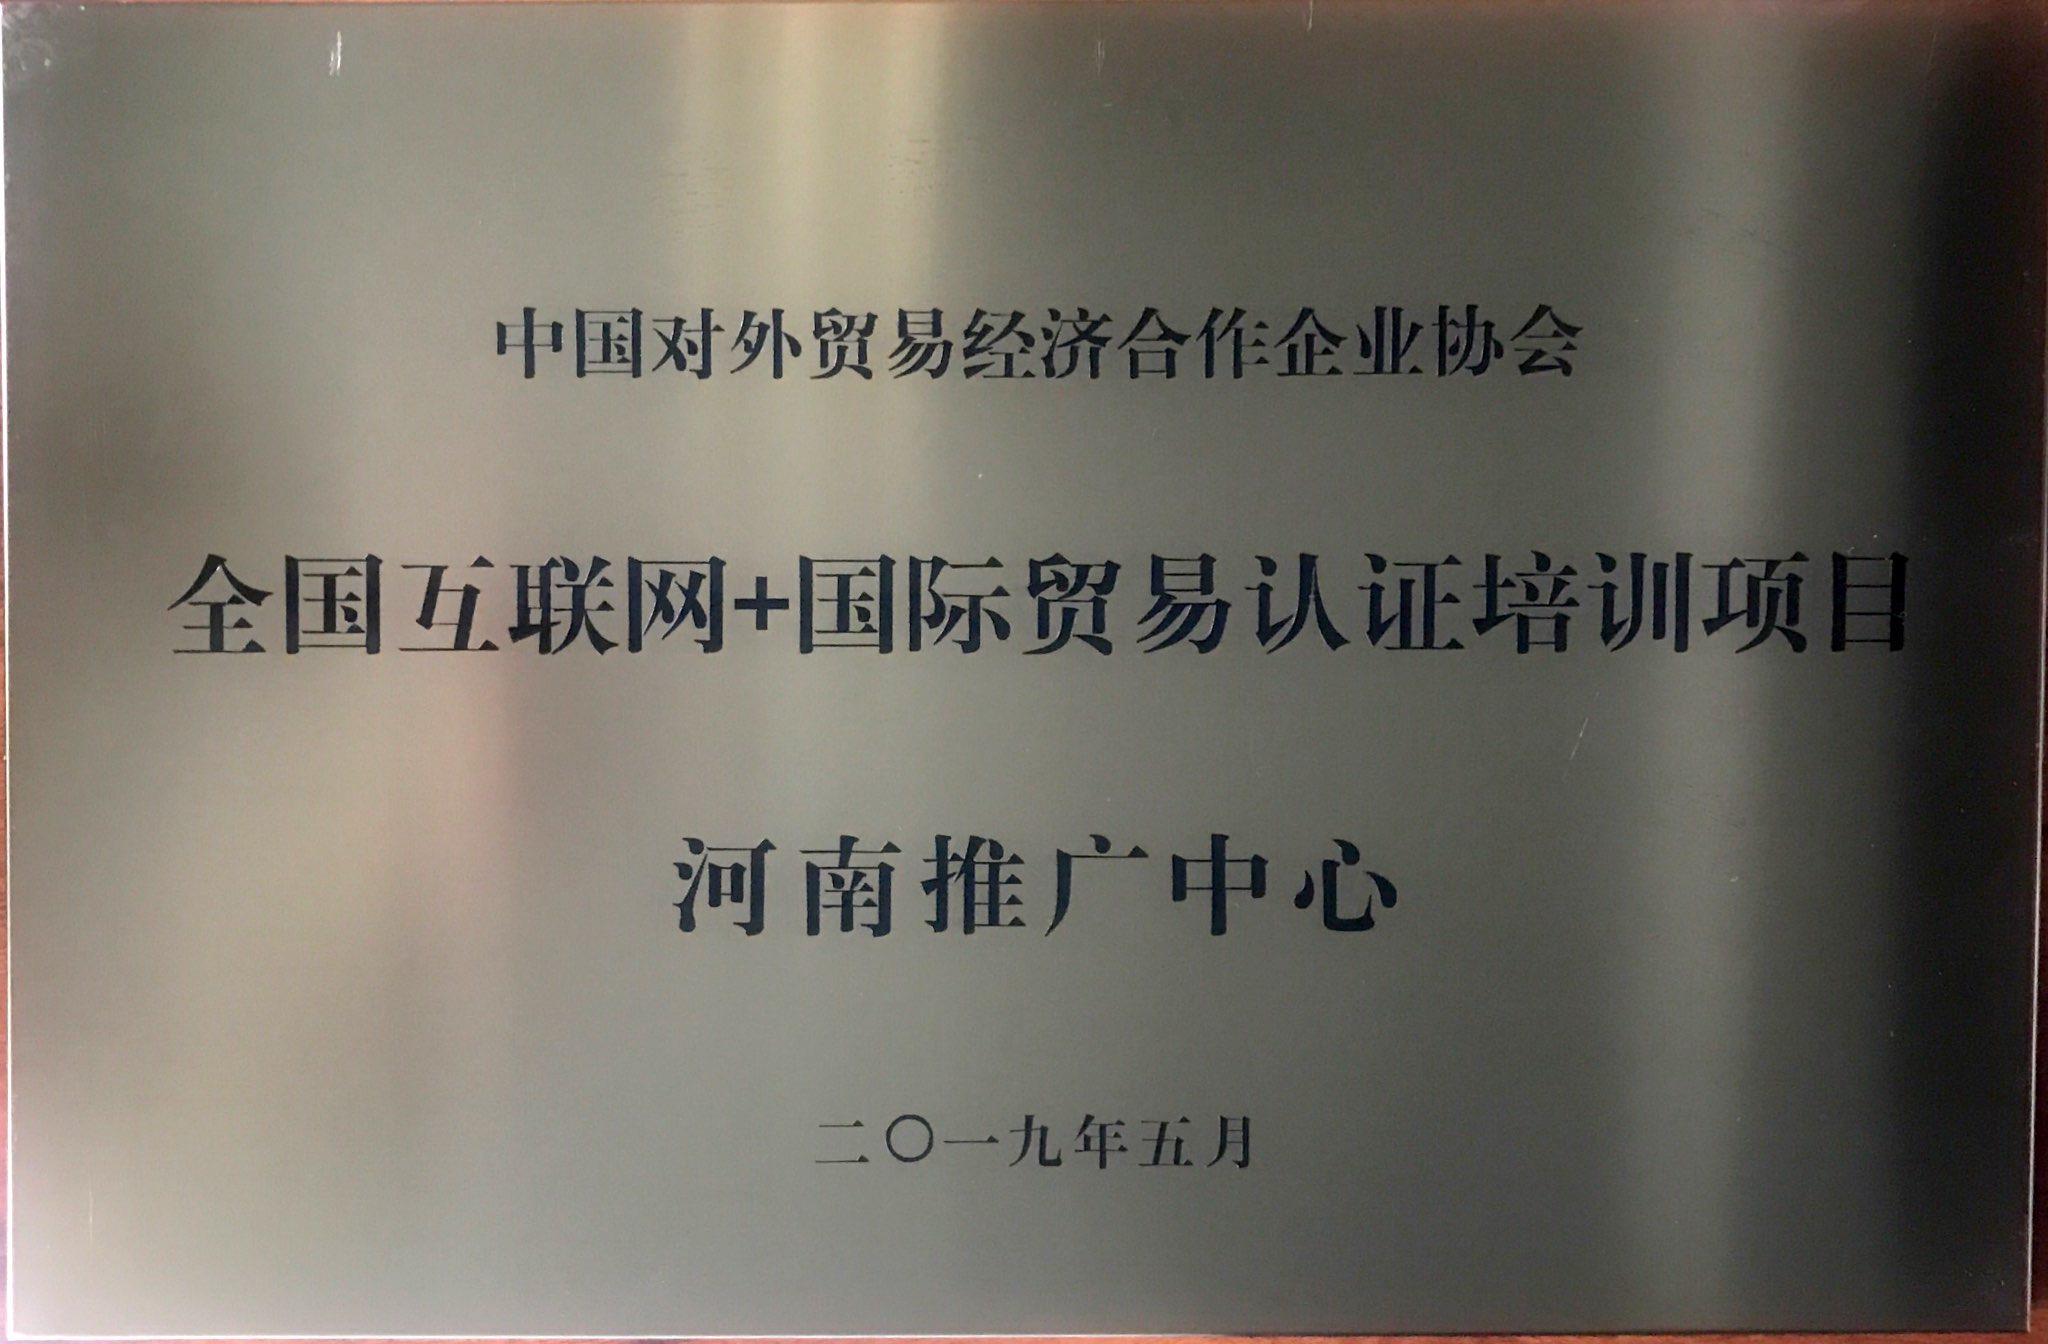 中国对外贸易经济合作企业协会
全国互联网+国际贸易认证培训项目
河南推广中心
二〇一九年五月